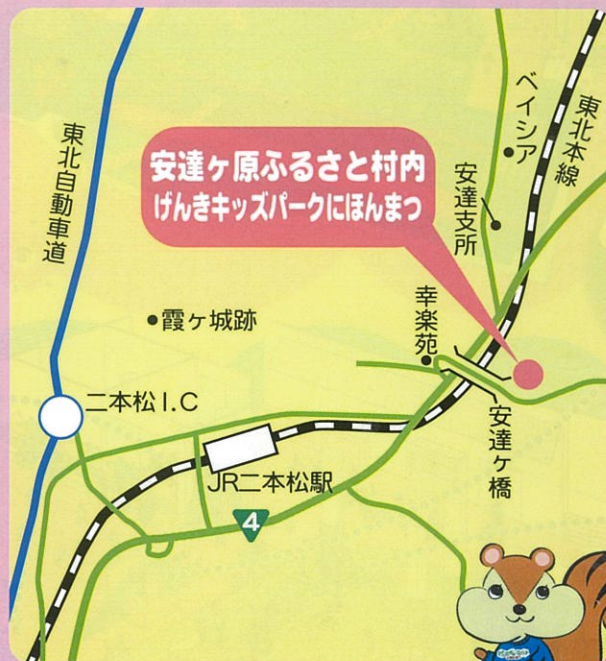 東北自動車道
安達ヶ原ふるさと村内
げんきキッズパークにほんまつ
ベイシア
東北本線
安達支所
霞ヶ城跡
幸楽苑
二本松I.C
安達ヶ橋
JR二本松駅
4